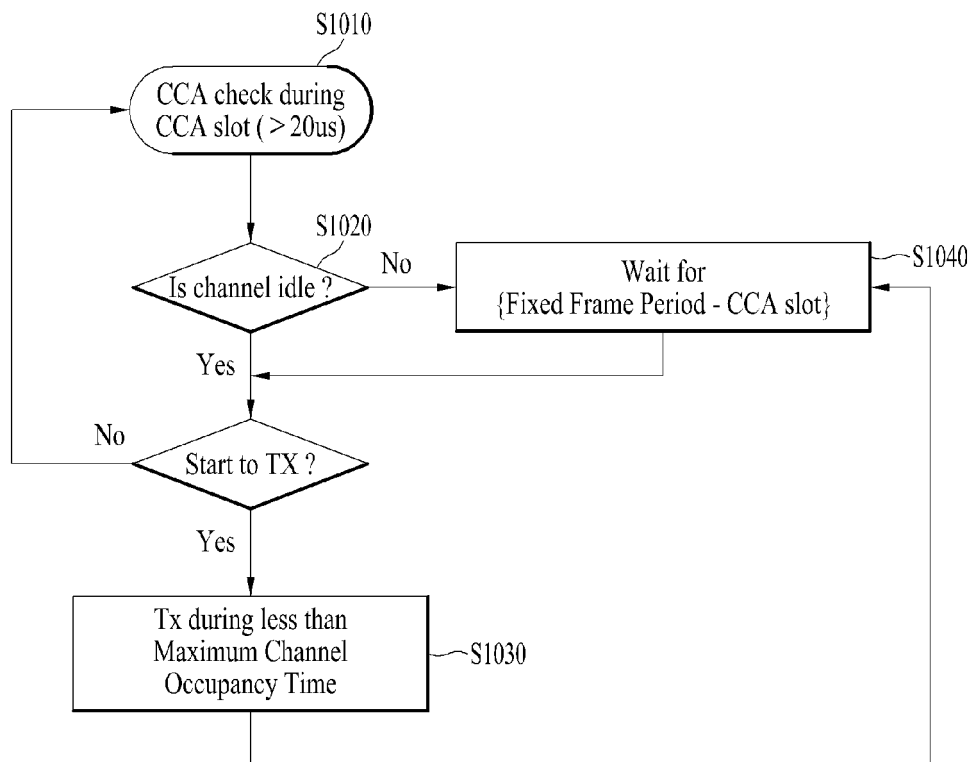 S1010
CCA check during
CCA slot ( > 20us)
S1020
Is channel idle ?
No
Wait for
{Fixed Frame Period - CCA slot}
S1040
Yes
No
Start to TX ?
Yes
Tx during less than
Maximum Channel
Occupancy Time
S1030